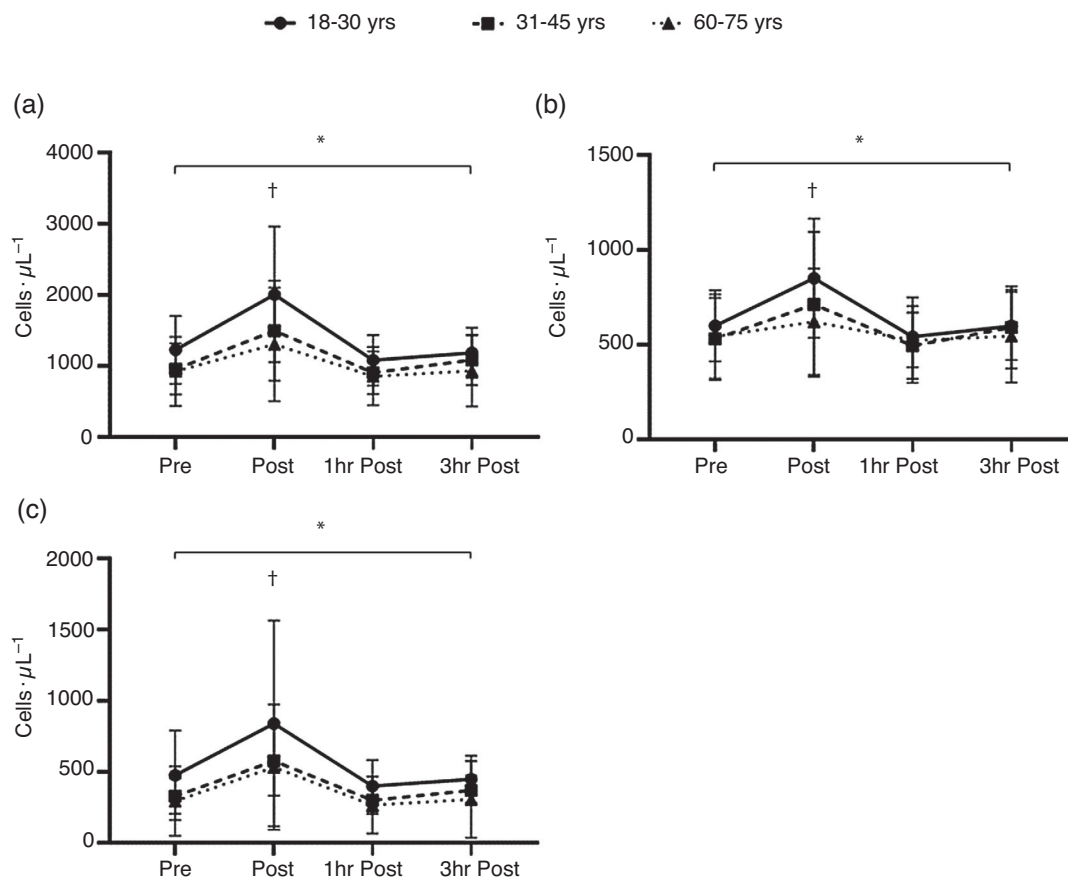 18-30 yrs 31-45 yrs 60-75 yrs
(a)
*
†
4000
3000
2000
1000
0
Cells·µL⁻¹
Pre Post 1hr Post 3hr Post
(b)
*
†
1500
1000
500
0
Cells·µL⁻¹
Pre Post 1hr Post 3hr Post
(c)
*
†
2000
1500
1000
500
0
Cells·µL⁻¹
Pre Post 1hr Post 3hr Post